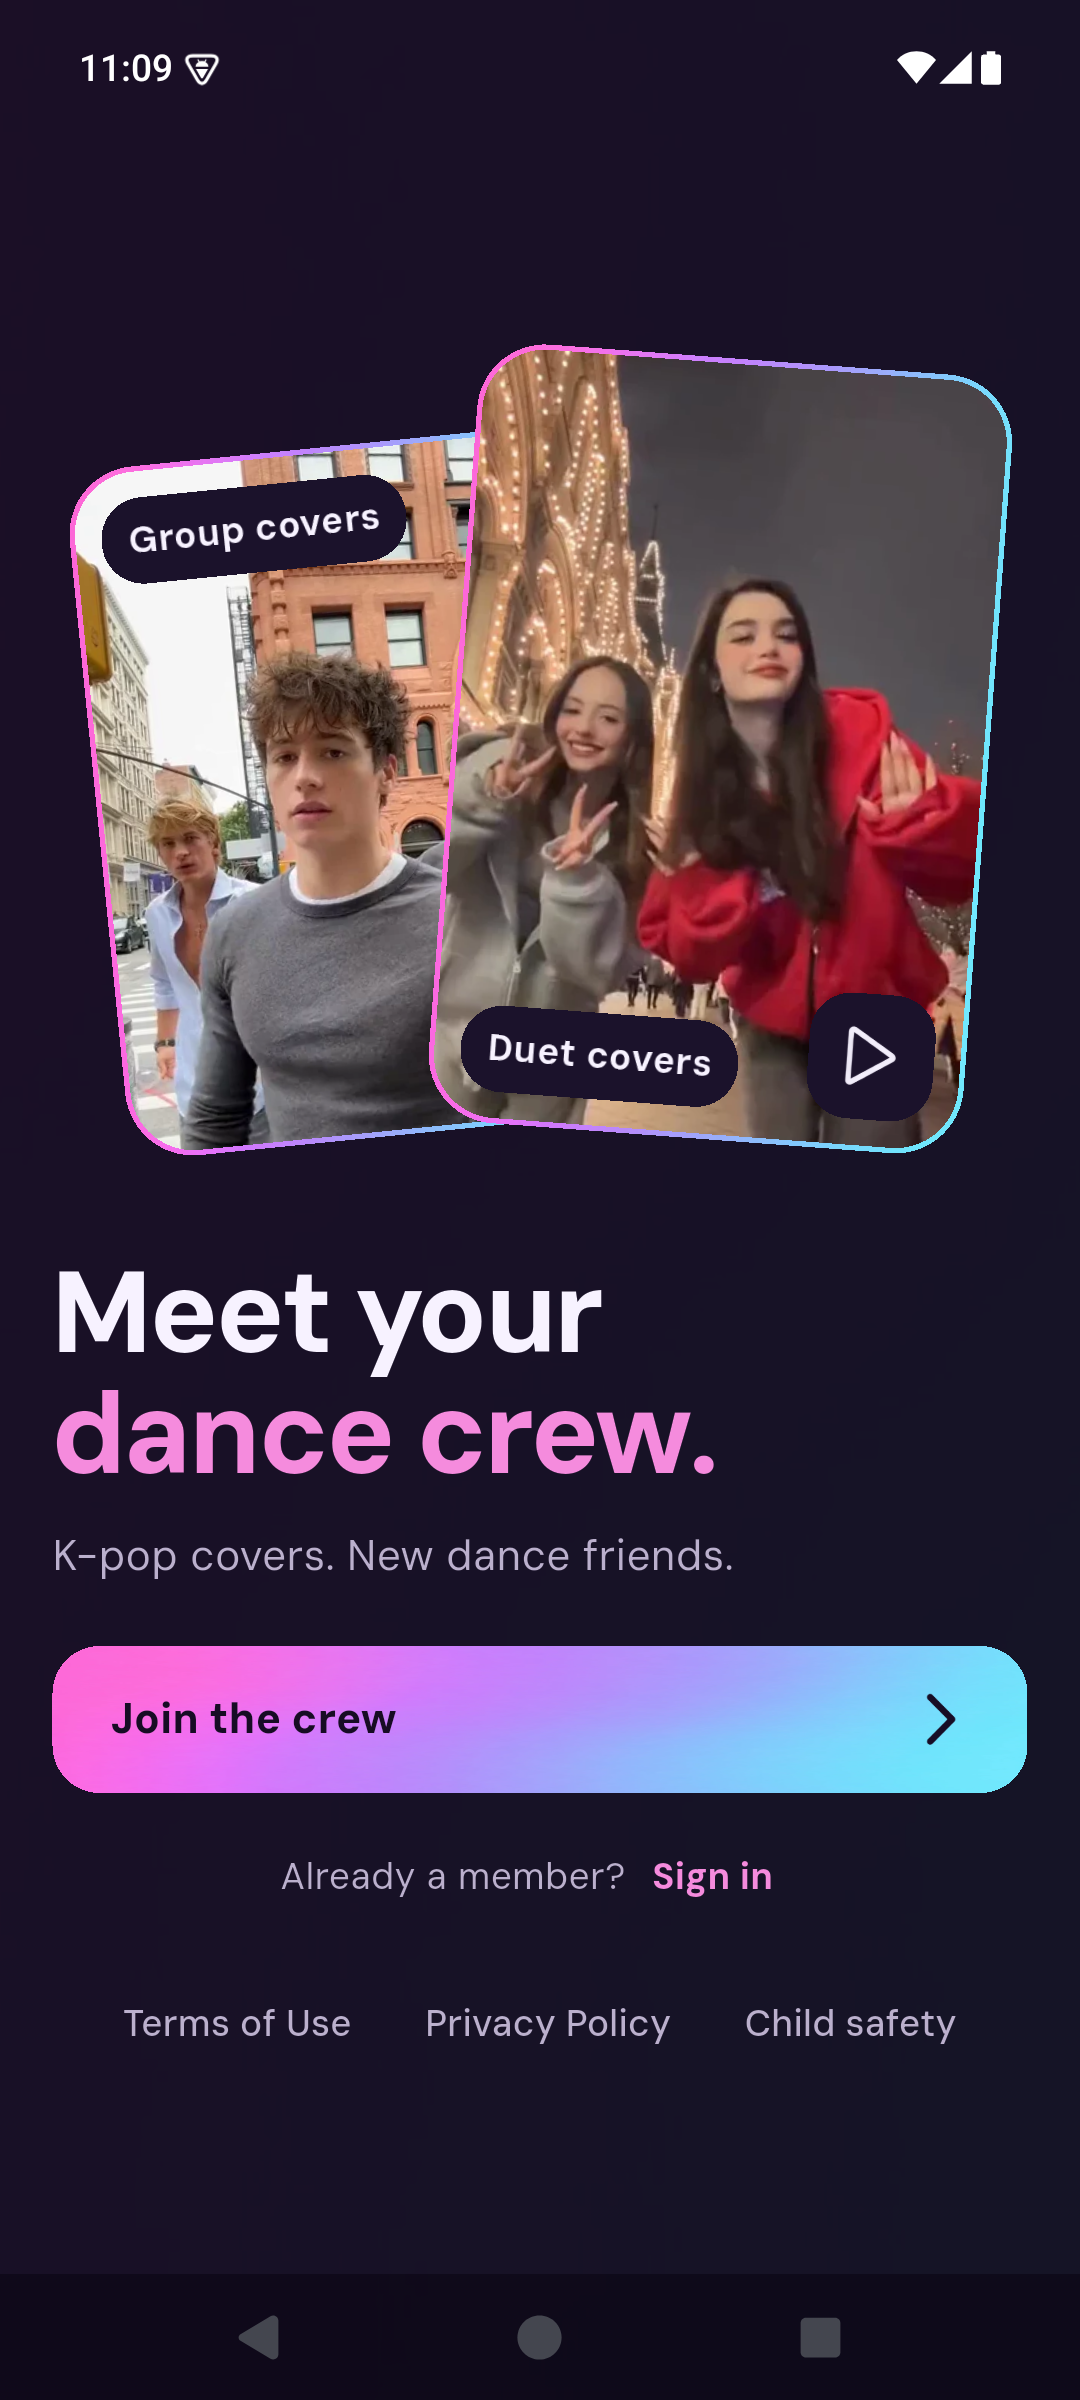 11:09
Group covers
Duet covers
Meet your
dance crew.
K-pop covers. New dance friends.
Join the crew
Already a member? Sign in
Terms of Use Privacy Policy Child safety